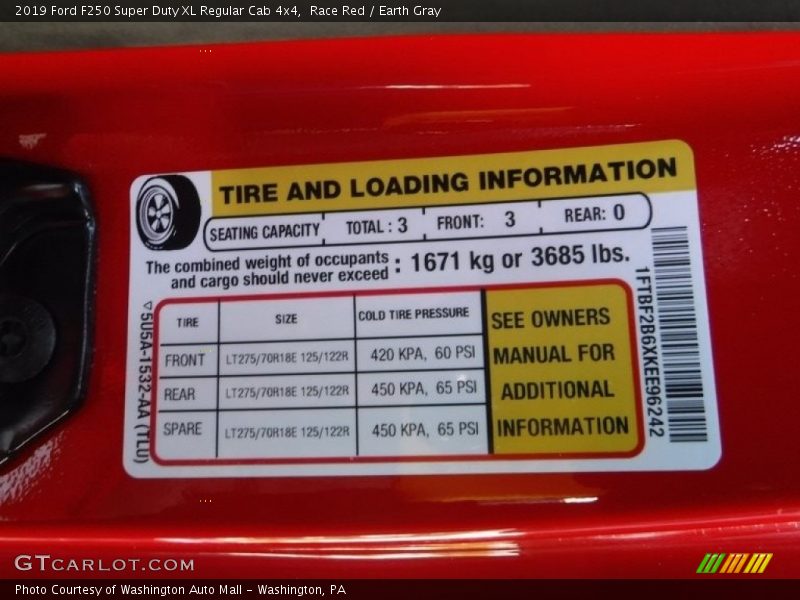 2019 Ford F250 Super Duty XL Regular Cab 4x4,  Race Red / Earth Gray
TIRE AND LOADING INFORMATION
SEATING CAPACITY TOTAL : 3 FRONT: 3 REAR: 0
The combined weight of occupants
and cargo should never exceed : 1671 kg or 3685 lbs.
TIRE SIZE COLD TIRE PRESSURE
FRONT LT275/70R18E 125/122R 420 KPA, 60 PSI
REAR LT275/70R18E 125/122R 450 KPA, 65 PSI
SPARE LT275/70R18E 125/122R 450 KPA, 65 PSI
SEE OWNERS
MANUAL FOR
ADDITIONAL
INFORMATION
5U5A-1532-AA (TLU)
1FTBF2B6XKEE96242
GTCARLOT.COM
Photo Courtesy of Washington Auto Mall - Washington, PA